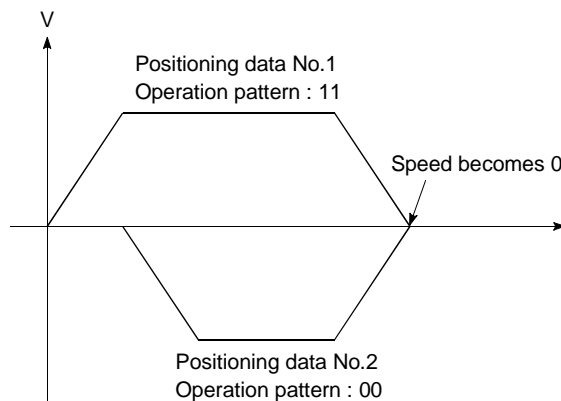 V
Positioning data No.1
Operation pattern : 11
Speed becomes 0
Positioning data No.2
Operation pattern : 00